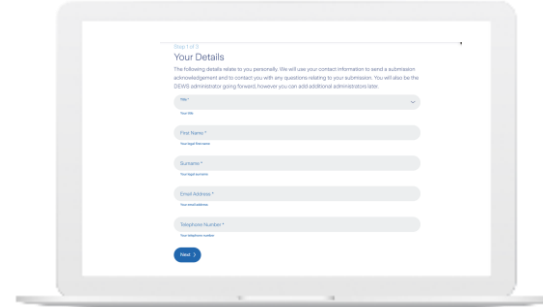 Step 1 of 3
Your Details
The following details relate to you personally. We will use your contact information to send a submission
acknowledgement and to contact you with any questions relating to your submission. You will also be the
DEWS administrator going forward, however you can add additional administrators later.
Title *
Your title
First Name *
Your legal first name
Surname *
Your legal surname
Email Address *
Your email address
Telephone Number *
Your telephone number
Next >